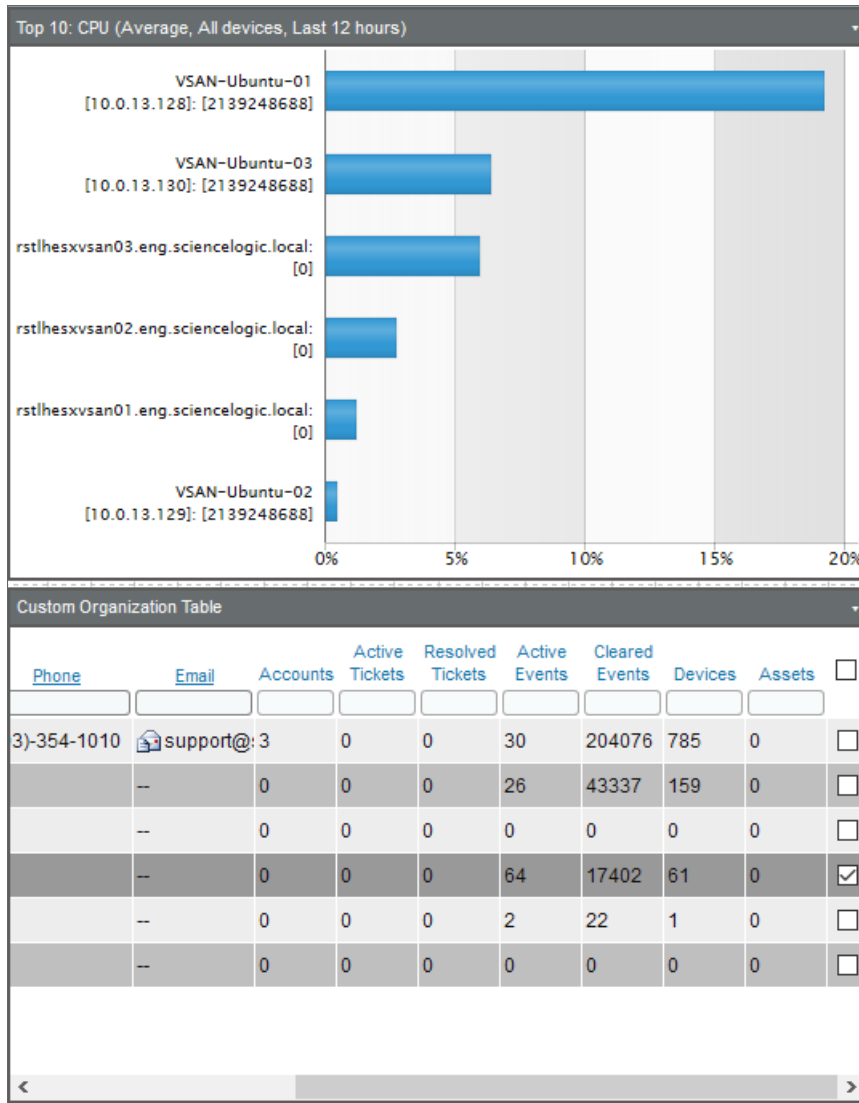 Top 10: CPU (Average, All devices, Last 12 hours)
VSAN-Ubuntu-01
[10.0.13.128]: [2139248688]
VSAN-Ubuntu-03
[10.0.13.130]: [2139248688]
rstlhesxvsan03.eng.sciencelogic.local:
[0]
rstlhesxvsan02.eng.sciencelogic.local:
[0]
rstlhesxvsan01.eng.sciencelogic.local:
[0]
VSAN-Ubuntu-02
[10.0.13.129]: [2139248688]
0% 5% 10% 15% 20%
Custom Organization Table
Phone Email Accounts Active Tickets Resolved Tickets Active Events Cleared Events Devices Assets
3)-354-1010 support@ 3 0 0 30 204076 785 0
-- 0 0 0 26 43337 159 0
-- 0 0 0 0 0 0 0
-- 0 0 0 64 17402 61 0
-- 0 0 0 2 22 1 0
-- 0 0 0 0 0 0 0